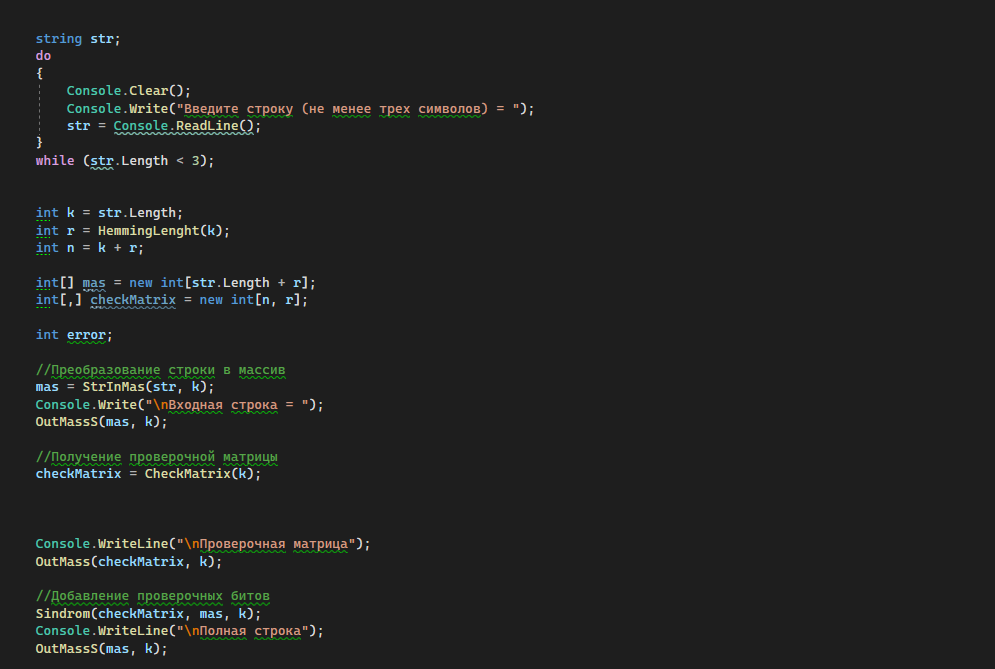 string str;
do
{
    Console.Clear();
    Console.Write("Введите строку (не менее трех символов) = ");
    str = Console.ReadLine();
}
while (str.Length < 3);
int k = str.Length;
int r = HemmingLenght(k);
int n = k + r;
int[] mas = new int[str.Length + r];
int[,] checkMatrix = new int[n, r];
int error;
//Преобразование строки в массив
mas = StrInMas(str, k);
Console.Write("\nВходная строка = ");
OutMassS(mas, k);
//Получение проверочной матрицы
checkMatrix = CheckMatrix(k);
Console.WriteLine("\nПроверочная матрица");
OutMass(checkMatrix, k);
//Добавление проверочных битов
Sindrom(checkMatrix, mas, k);
Console.WriteLine("\nПолная строка");
OutMassS(mas, k);